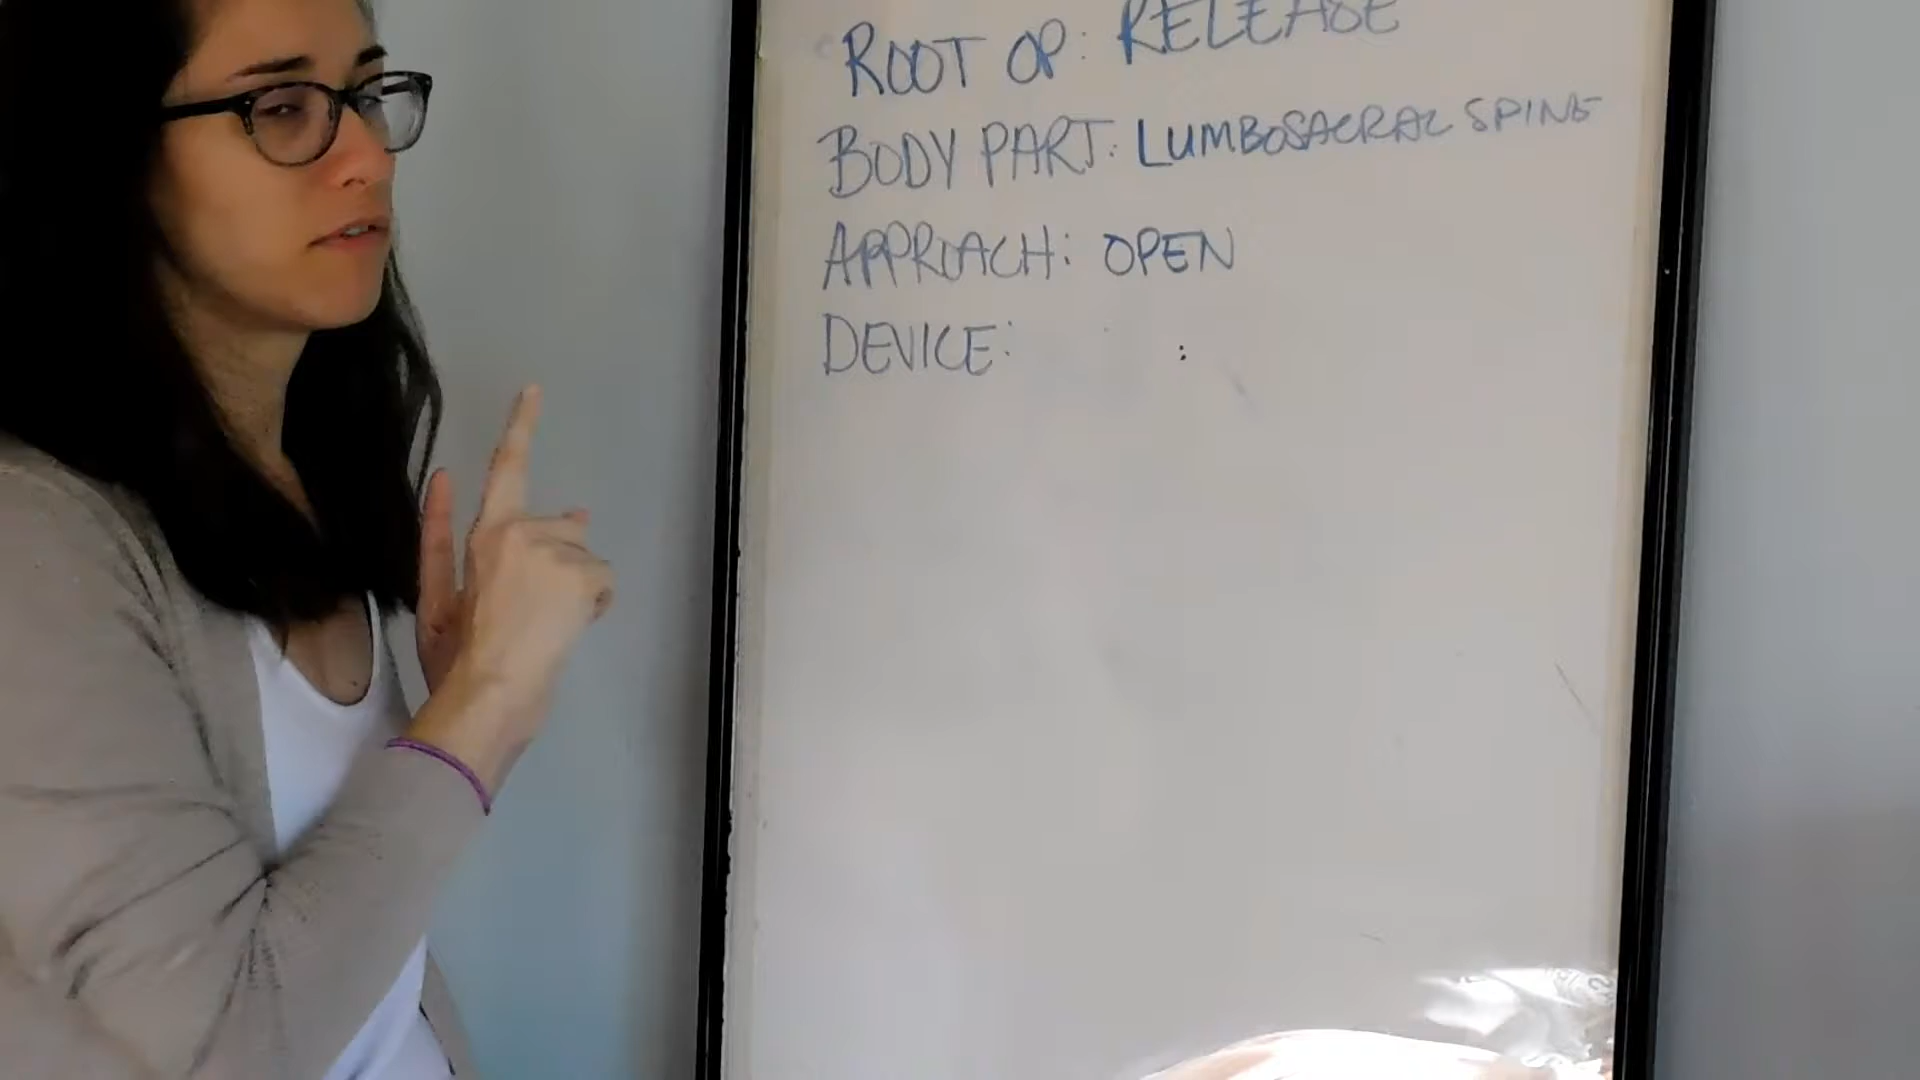 ROOT OP: RELEASE
BODY PART: LUMBOSACRAL SPINE
APPROACH: OPEN
DEVICE: